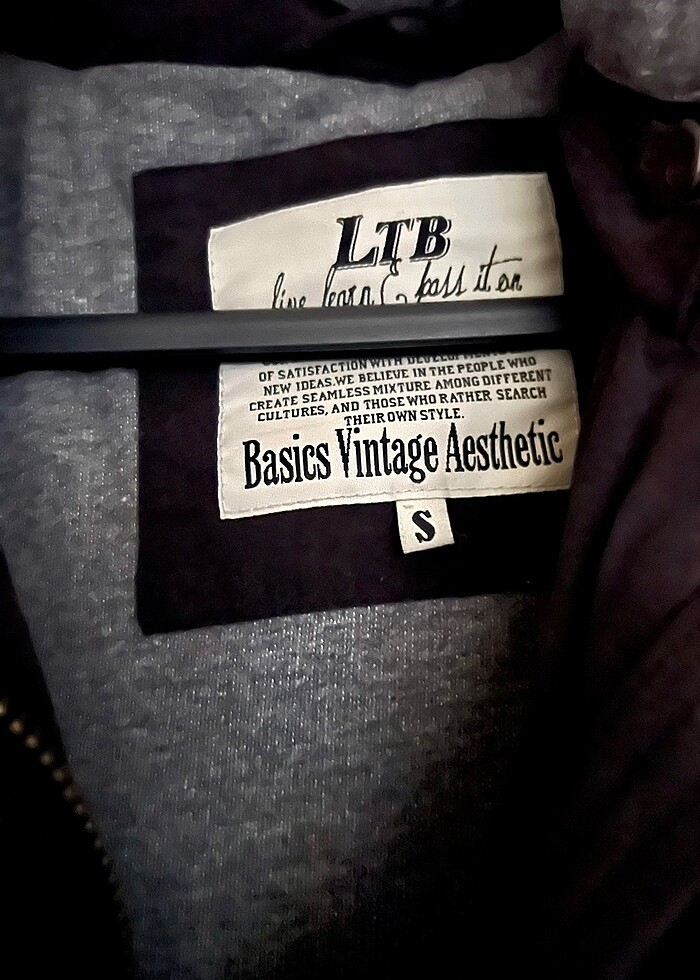 LTB
live learn & pass it on
OF SATISFACTION WITH
NEW IDEAS.WE BELIEVE IN THE PEOPLE WHO
CREATE SEAMLESS MIXTURE AMONG DIFFERENT
CULTURES, AND THOSE WHO RATHER SEARCH
THEIR OWN STYLE.
Basics Vintage Aesthetic
S